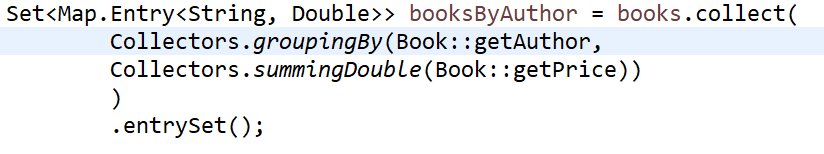 Set<Map.Entry<String, Double>> booksByAuthor = books.collect(
Collectors.groupingBy(Book::getAuthor,
Collectors.summingDouble(Book::getPrice))
)
.entrySet();